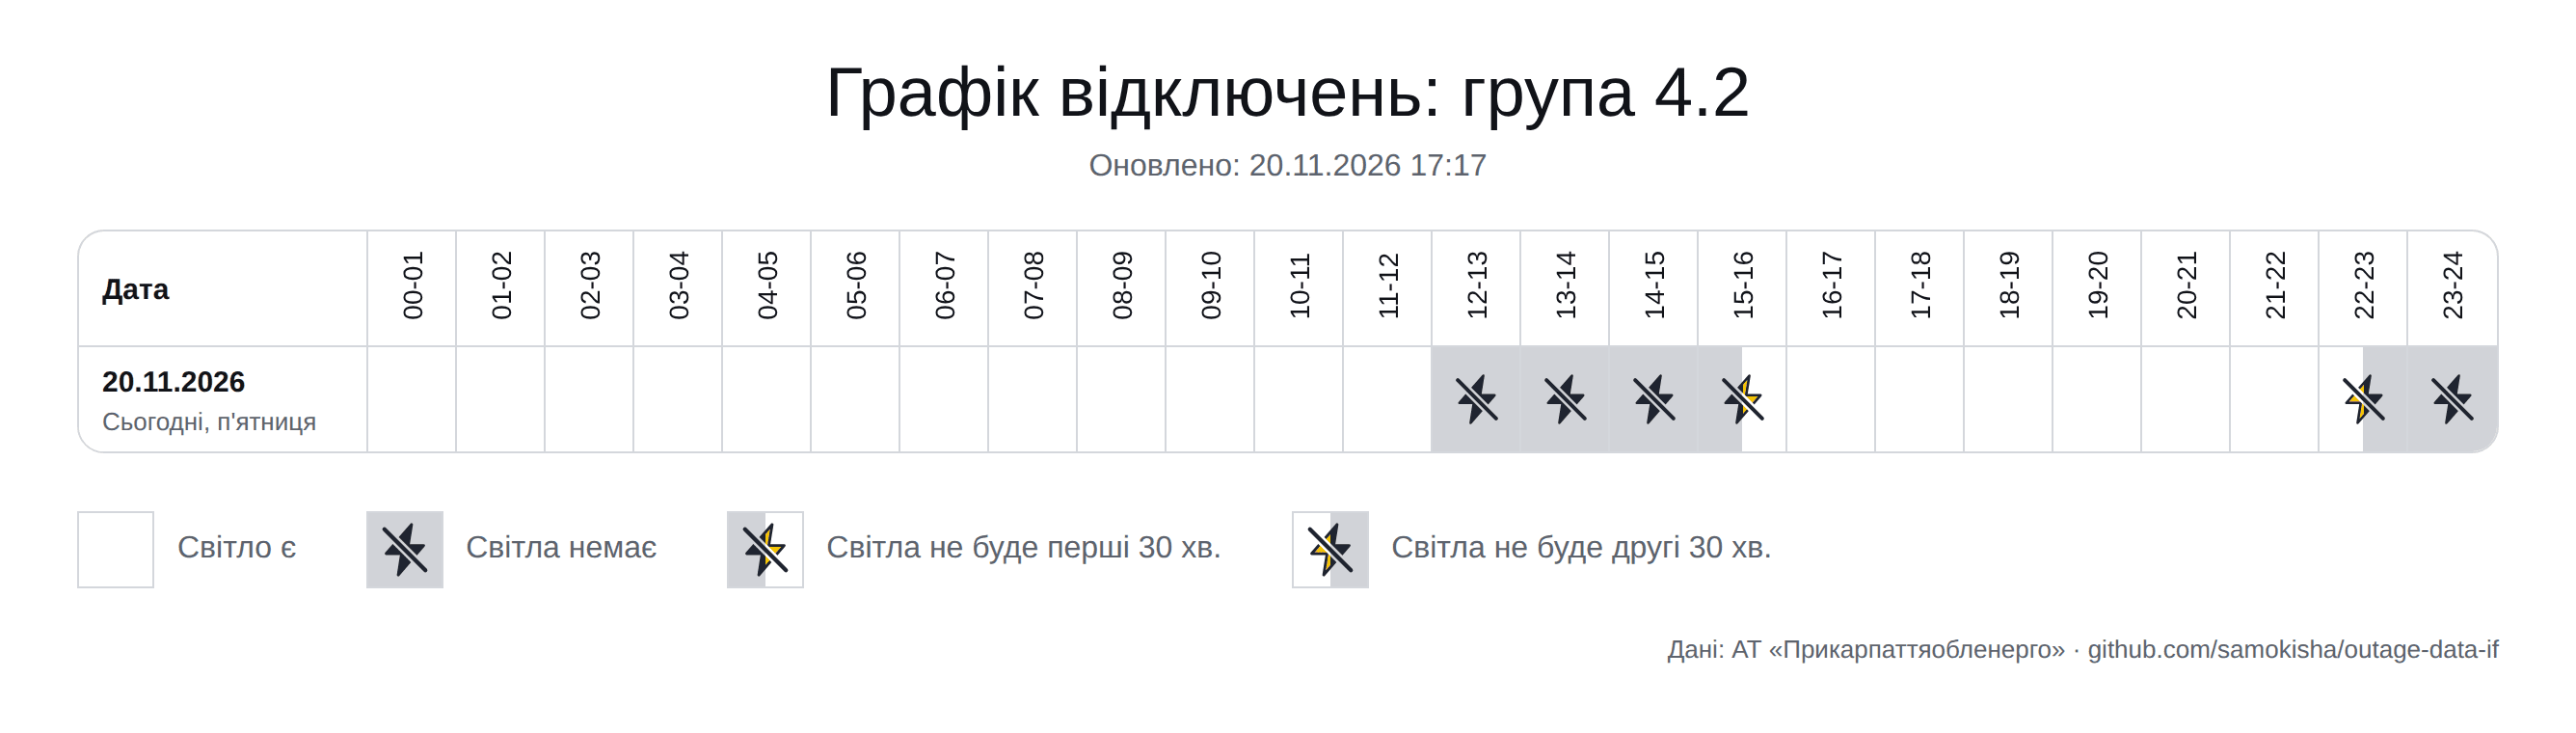 Графік відключень: група 4.2
Оновлено: 20.11.2026 17:17
Дата 00-01 01-02 02-03 03-04 04-05 05-06 06-07 07-08 08-09 09-10 10-11 11-12 12-13 13-14 14-15 15-16 16-17 17-18 18-19 19-20 20-21 21-22 22-23 23-24
20.11.2026
Сьогодні, п'ятниця
Світло є Світла немає Світла не буде перші 30 хв. Світла не буде другі 30 хв.
Дані: АТ «Прикарпаттяобленерго» · github.com/samokisha/outage-data-if